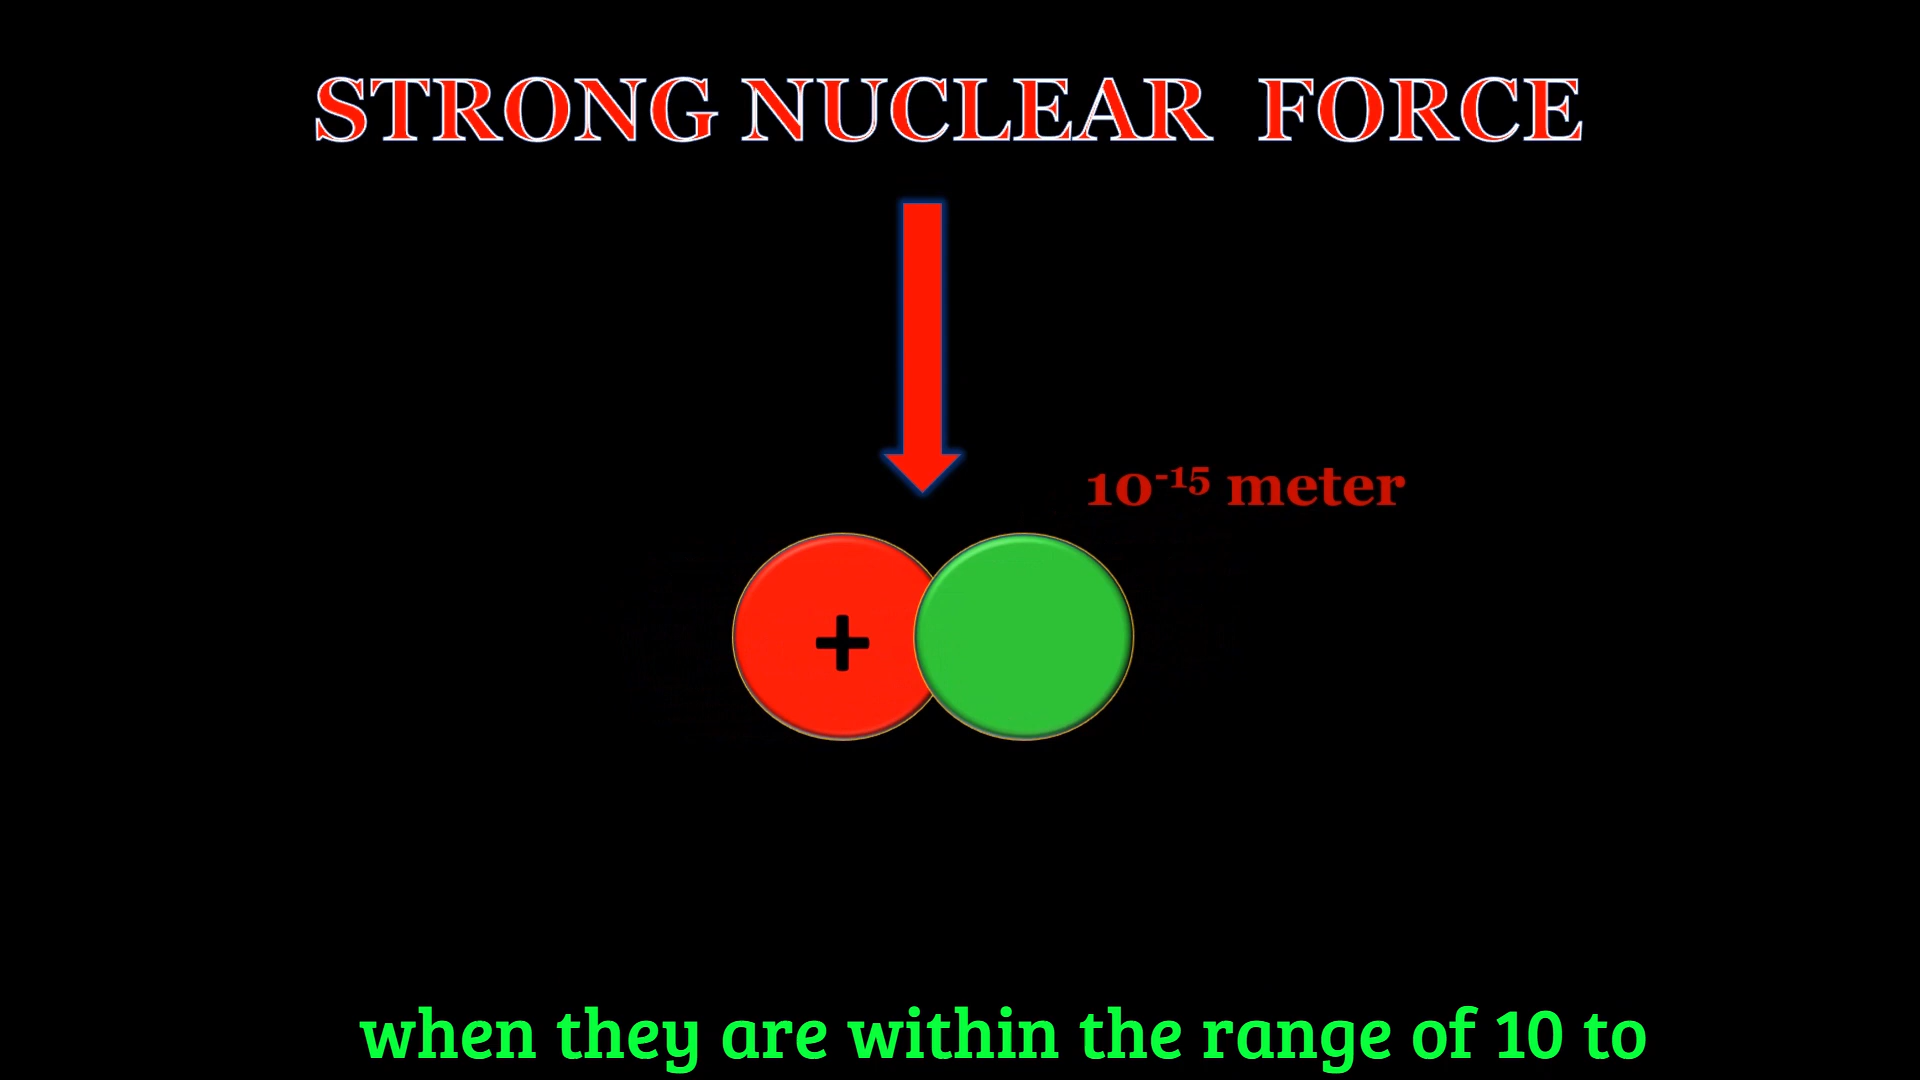 STRONG NUCLEAR FORCE
10⁻¹⁵ meter
+
when they are within the range of 10 to